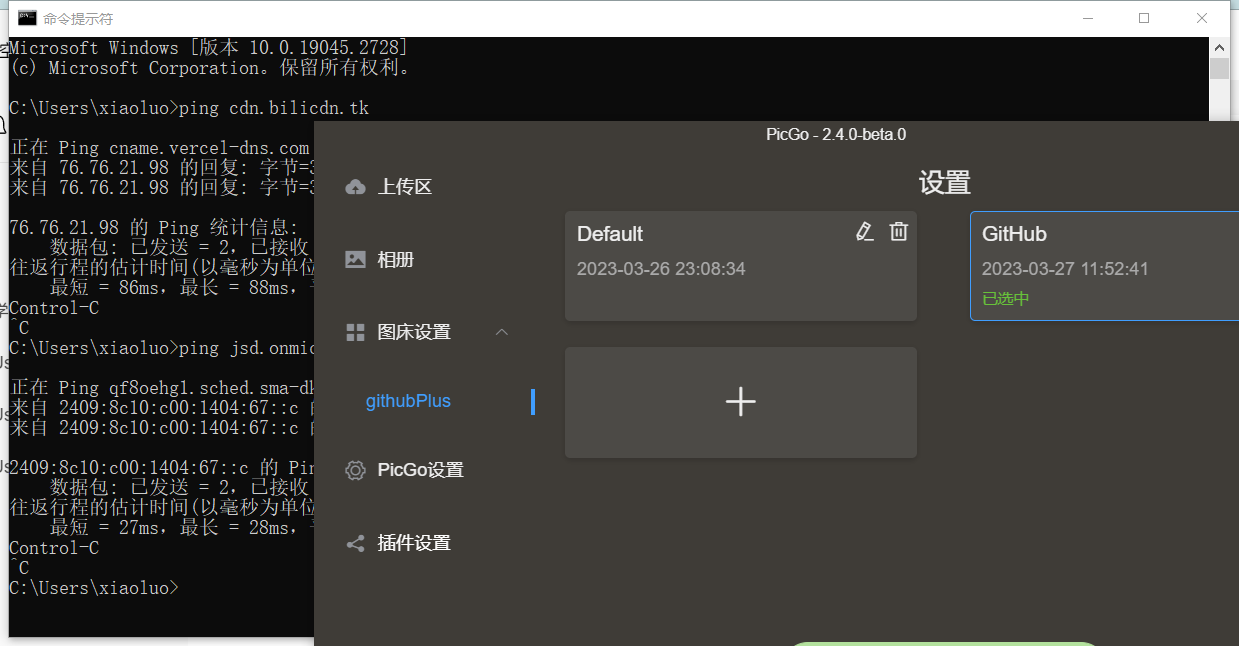 命令提示符
Microsoft Windows [版本 10.0.19045.2728]
(c) Microsoft Corporation。保留所有权利。
C:\Users\xiaoluo>ping cdn.bilicdn.tk
正在 Ping cname.vercel-dns.com
来自 76.76.21.98 的回复: 字节=3
来自 76.76.21.98 的回复: 字节=3
76.76.21.98 的 Ping 统计信息:
数据包: 已发送 = 2，已接收
往返行程的估计时间(以毫秒为单位
最短 = 86ms，最长 = 88ms，
Control-C
^C
C:\Users\xiaoluo>ping jsd.onmic
正在 Ping qf8oehgl.sched.sma-dk
来自 2409:8c10:c00:1404:67::c
来自 2409:8c10:c00:1404:67::c
2409:8c10:c00:1404:67::c 的 Pin
数据包: 已发送 = 2，已接收
往返行程的估计时间(以毫秒为单位
最短 = 27ms，最长 = 28ms，
Control-C
^C
C:\Users\xiaoluo>
PicGo - 2.4.0-beta.0
上传区
相册
图床设置
githubPlus
PicGo设置
插件设置
设置
Default
2023-03-26 23:08:34
GitHub
2023-03-27 11:52:41
已选中